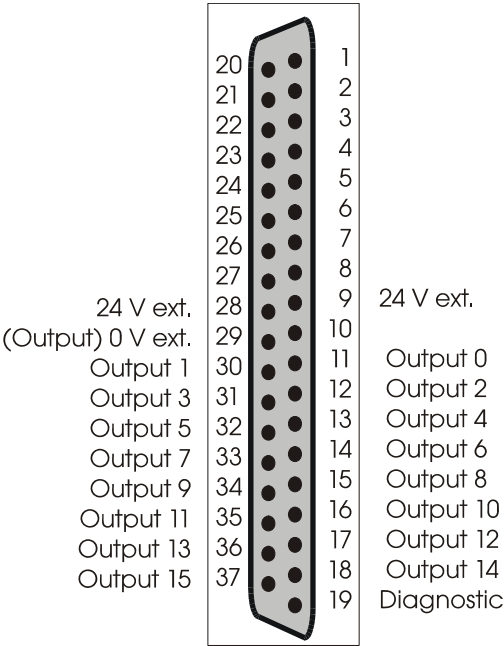 20 1
21 2
22 3
23 4
24 5
25 6
26 7
27 8
24 V ext. 28 9 24 V ext.
(Output) 0 V ext. 29 10
Output 1 30 11 Output 0
Output 3 31 12 Output 2
Output 5 32 13 Output 4
Output 7 33 14 Output 6
Output 9 34 15 Output 8
Output 11 35 16 Output 10
Output 13 36 17 Output 12
Output 15 37 18 Output 14
19 Diagnostic